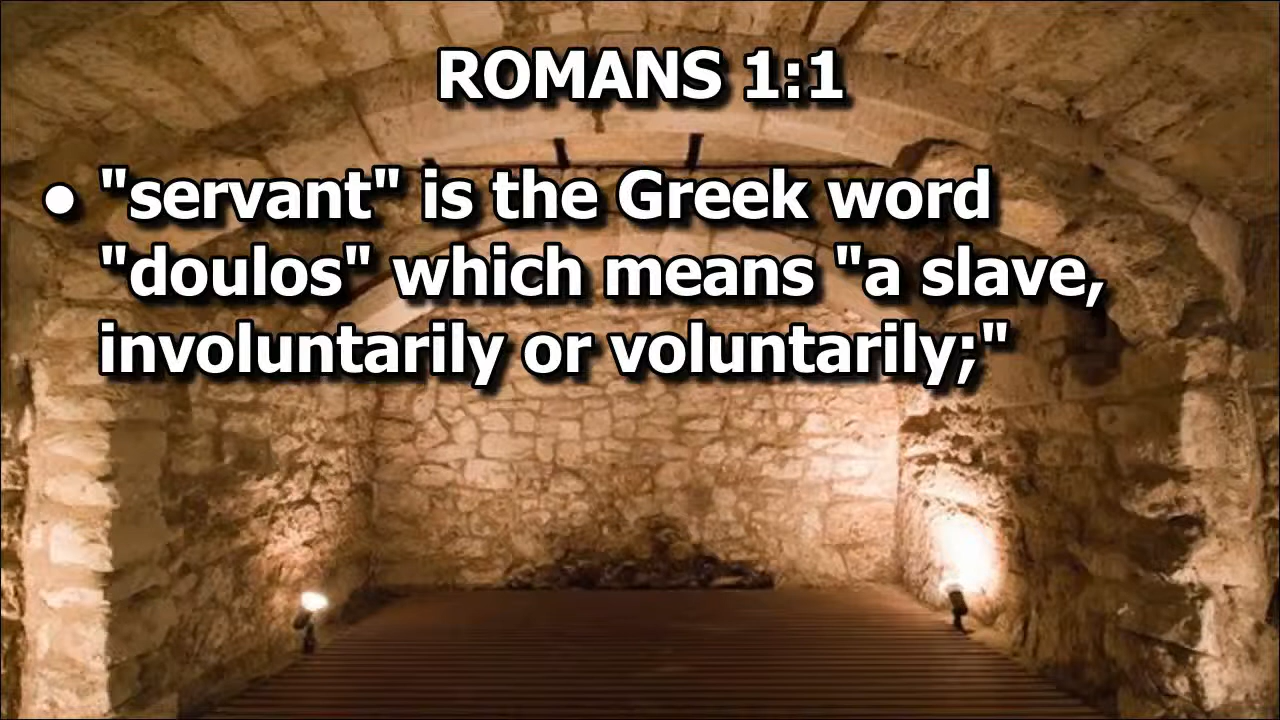 ROMANS 1:1
● "servant" is the Greek word
"doulos" which means "a slave,
involuntarily or voluntarily;"